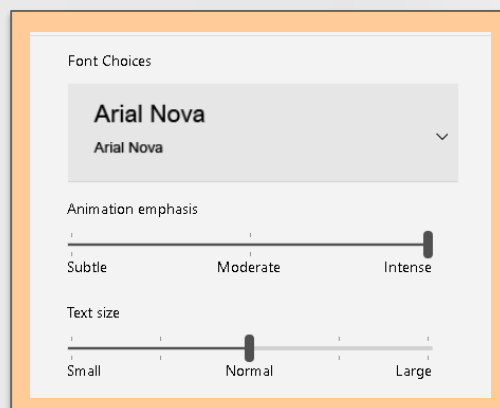 Font Choices
Arial Nova
Arial Nova
Animation emphasis
Subtle Moderate Intense
Text size
Small Normal Large